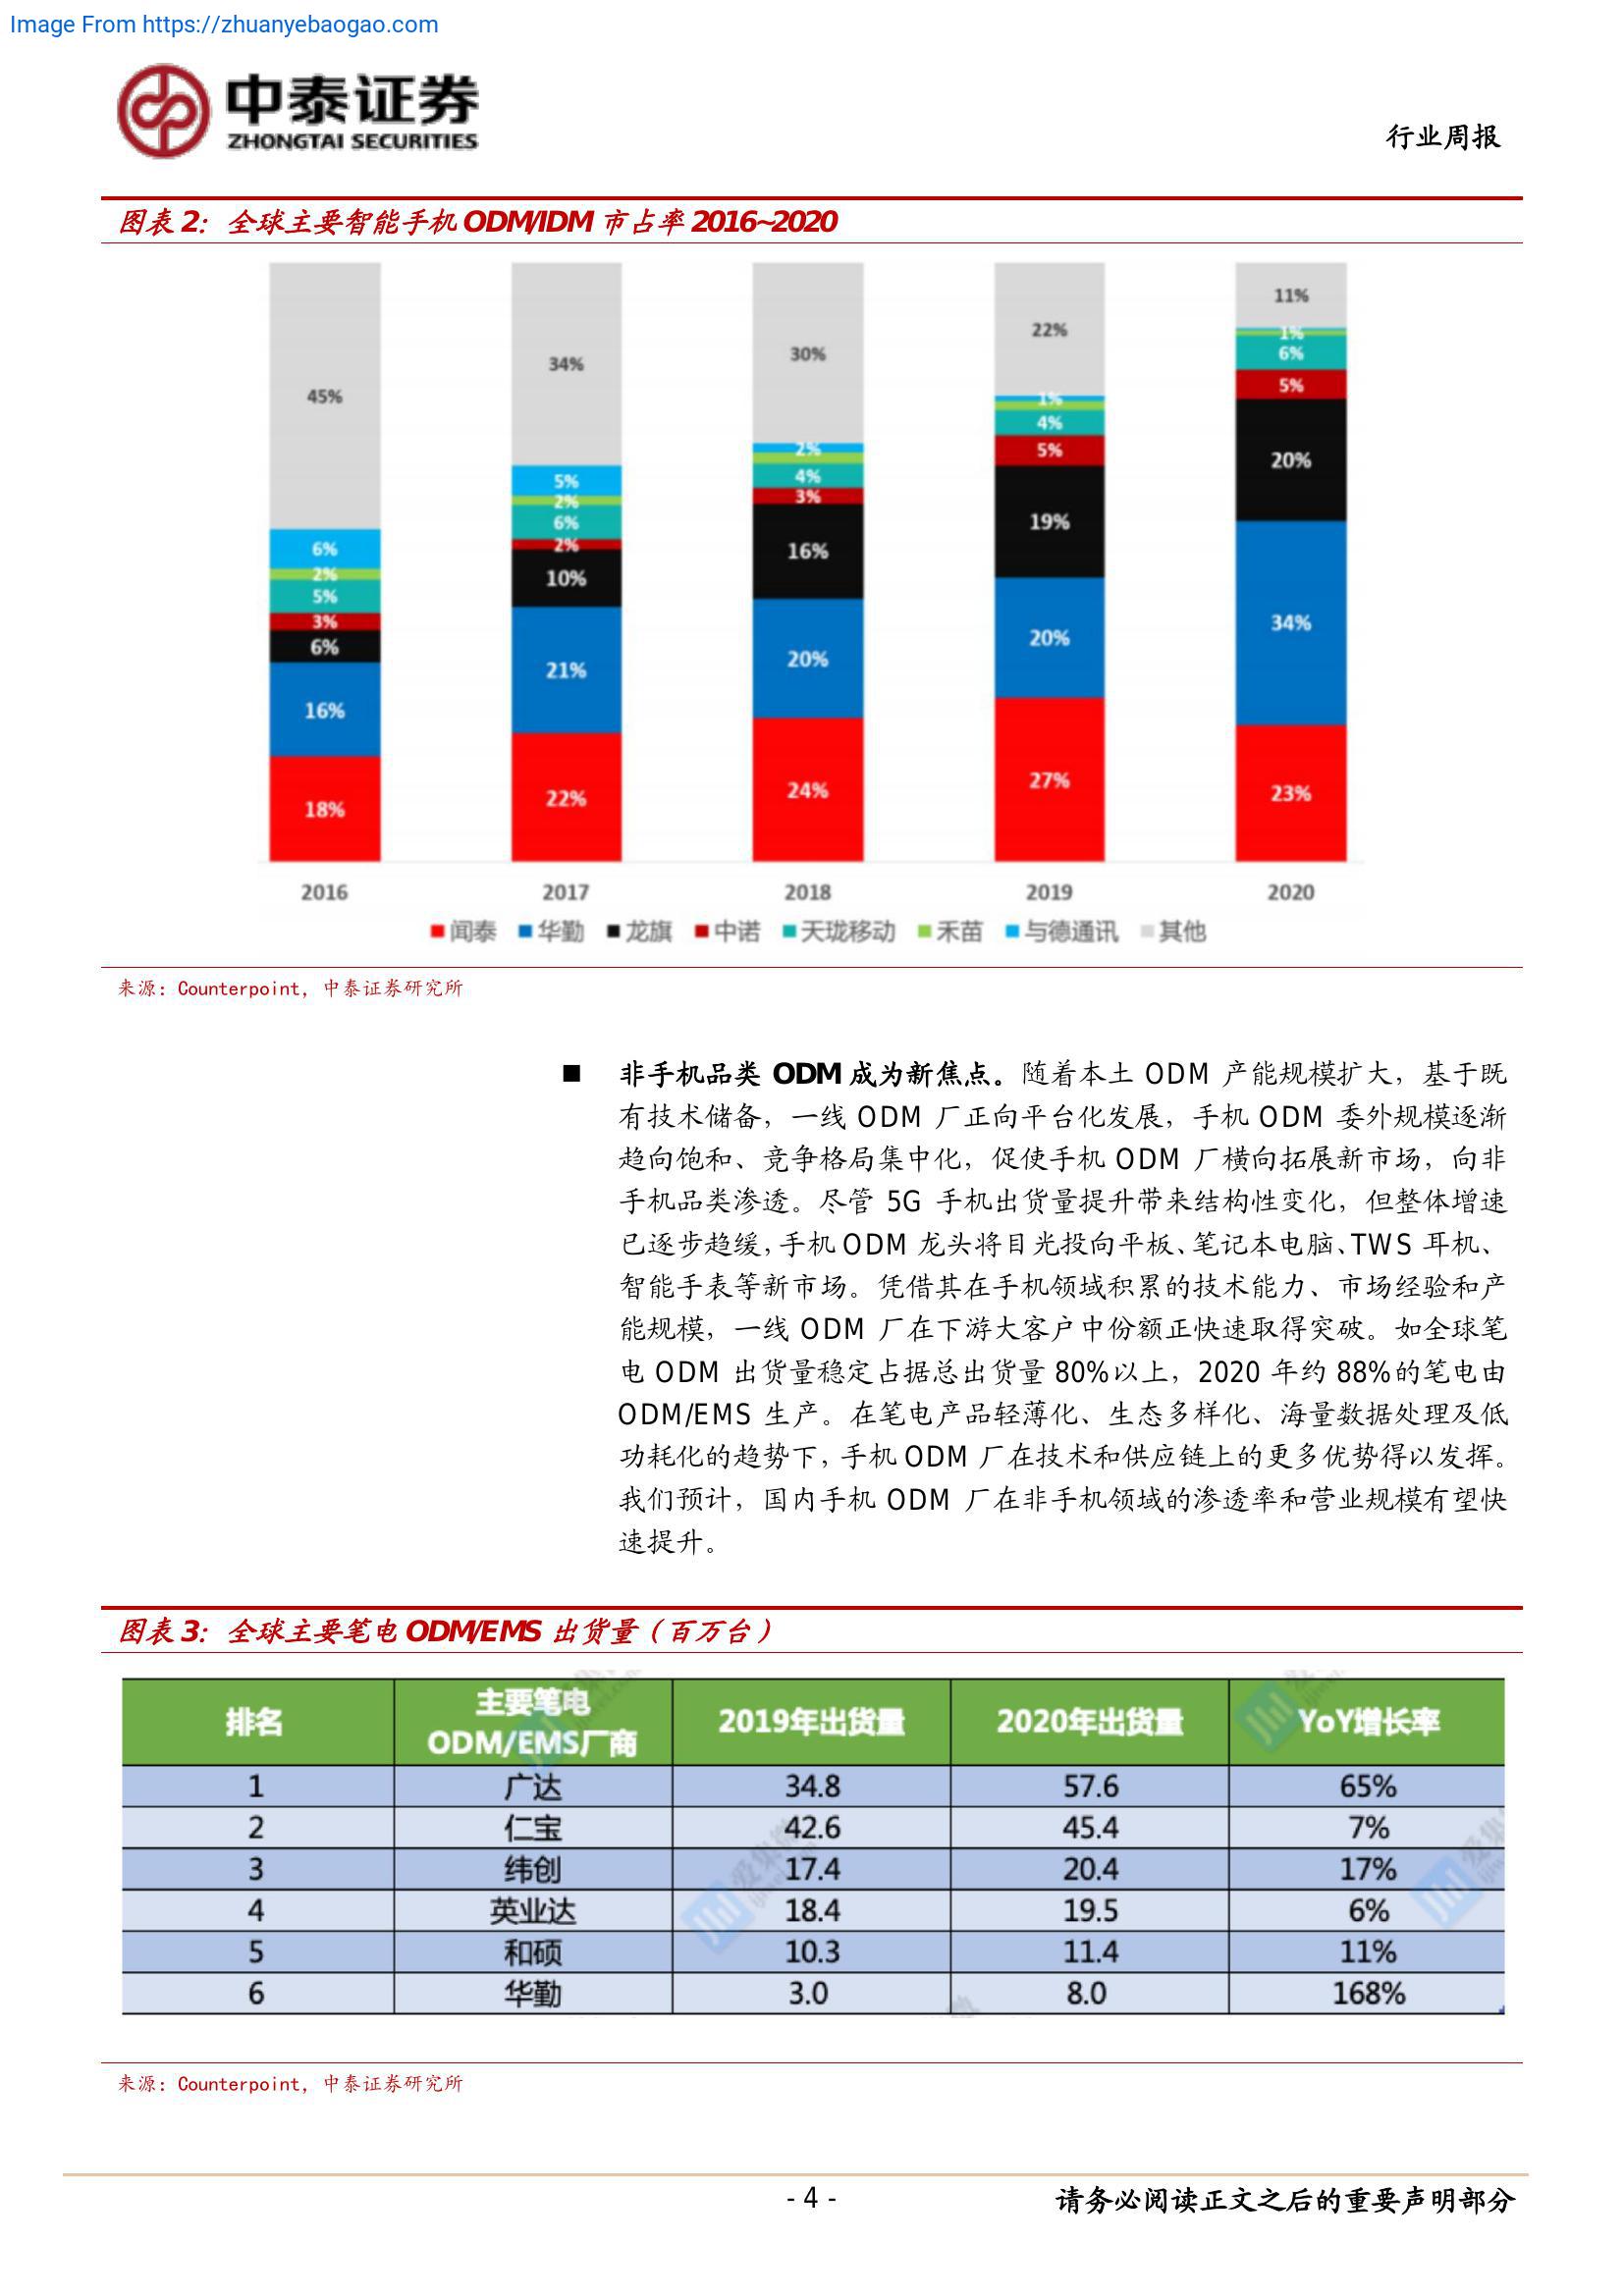 Image From https://zhuanyebaogao.com
中泰证券
ZHONGTAI SECURITIES
行业周报
图表2：全球主要智能手机ODM/IDM 市占率2016~2020
45%
6%
2%
5%
3%
6%
16%
18%
34%
5%
2%
6%
2%
10%
21%
22%
30%
2%
4%
3%
16%
20%
24%
22%
1%
4%
5%
19%
20%
27%
11%
1%
6%
5%
20%
34%
23%
2016 2017 2018 2019 2020
闻泰 华勤 龙旗 中诺 天珑移动 禾苗 与德通讯 其他
来源：Counterpoint，中泰证券研究所
■ 非手机品类 ODM 成为新焦点。随着本土 ODM 产能规模扩大，基于既
有技术储备，一线 ODM 厂正向平台化发展，手机 ODM 委外规模逐渐
趋向饱和、竞争格局集中化，促使手机 ODM 厂横向拓展新市场，向非
手机品类渗透。尽管 5G 手机出货量提升带来结构性变化，但整体增速
已逐步趋缓，手机 ODM 龙头将目光投向平板、笔记本电脑、TWS 耳机、
智能手表等新市场。凭借其在手机领域积累的技术能力、市场经验和产
能规模，一线 ODM 厂在下游大客户中份额正快速取得突破。如全球笔
电 ODM 出货量稳定占据总出货量 80%以上，2020 年约 88%的笔电由
ODM/EMS 生产。在笔电产品轻薄化、生态多样化、海量数据处理及低
功耗化的趋势下，手机 ODM 厂在技术和供应链上的更多优势得以发挥。
我们预计，国内手机 ODM 厂在非手机领域的渗透率和营业规模有望快
速提升。
图表3：全球主要笔电ODM/EMS 出货量（百万台）
排名 主要笔电 ODM/EMS厂商 2019年出货量 2020年出货量 YoY增长率
1 广达 34.8 57.6 65%
2 仁宝 42.6 45.4 7%
3 纬创 17.4 20.4 17%
4 英业达 18.4 19.5 6%
5 和硕 10.3 11.4 11%
6 华勤 3.0 8.0 168%
来源：Counterpoint，中泰证券研究所
- 4 -
请务必阅读正文之后的重要声明部分